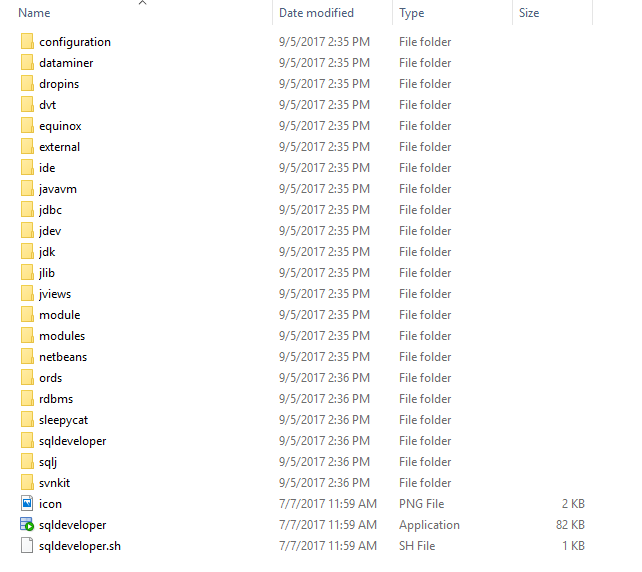 Name Date modified Type Size
configuration 9/5/2017 2:35 PM File folder
dataminer 9/5/2017 2:35 PM File folder
dropins 9/5/2017 2:35 PM File folder
dvt 9/5/2017 2:35 PM File folder
equinox 9/5/2017 2:35 PM File folder
external 9/5/2017 2:35 PM File folder
ide 9/5/2017 2:35 PM File folder
javavm 9/5/2017 2:35 PM File folder
jdbc 9/5/2017 2:35 PM File folder
jdev 9/5/2017 2:35 PM File folder
jdk 9/5/2017 2:35 PM File folder
jlib 9/5/2017 2:35 PM File folder
jviews 9/5/2017 2:35 PM File folder
module 9/5/2017 2:35 PM File folder
modules 9/5/2017 2:35 PM File folder
netbeans 9/5/2017 2:35 PM File folder
ords 9/5/2017 2:36 PM File folder
rdbms 9/5/2017 2:36 PM File folder
sleepycat 9/5/2017 2:36 PM File folder
sqldeveloper 9/5/2017 2:36 PM File folder
sqlj 9/5/2017 2:36 PM File folder
svnkit 9/5/2017 2:36 PM File folder
icon 7/7/2017 11:59 AM PNG File 2 KB
sqldeveloper 7/7/2017 11:59 AM Application 82 KB
sqldeveloper.sh 7/7/2017 11:59 AM SH File 1 KB